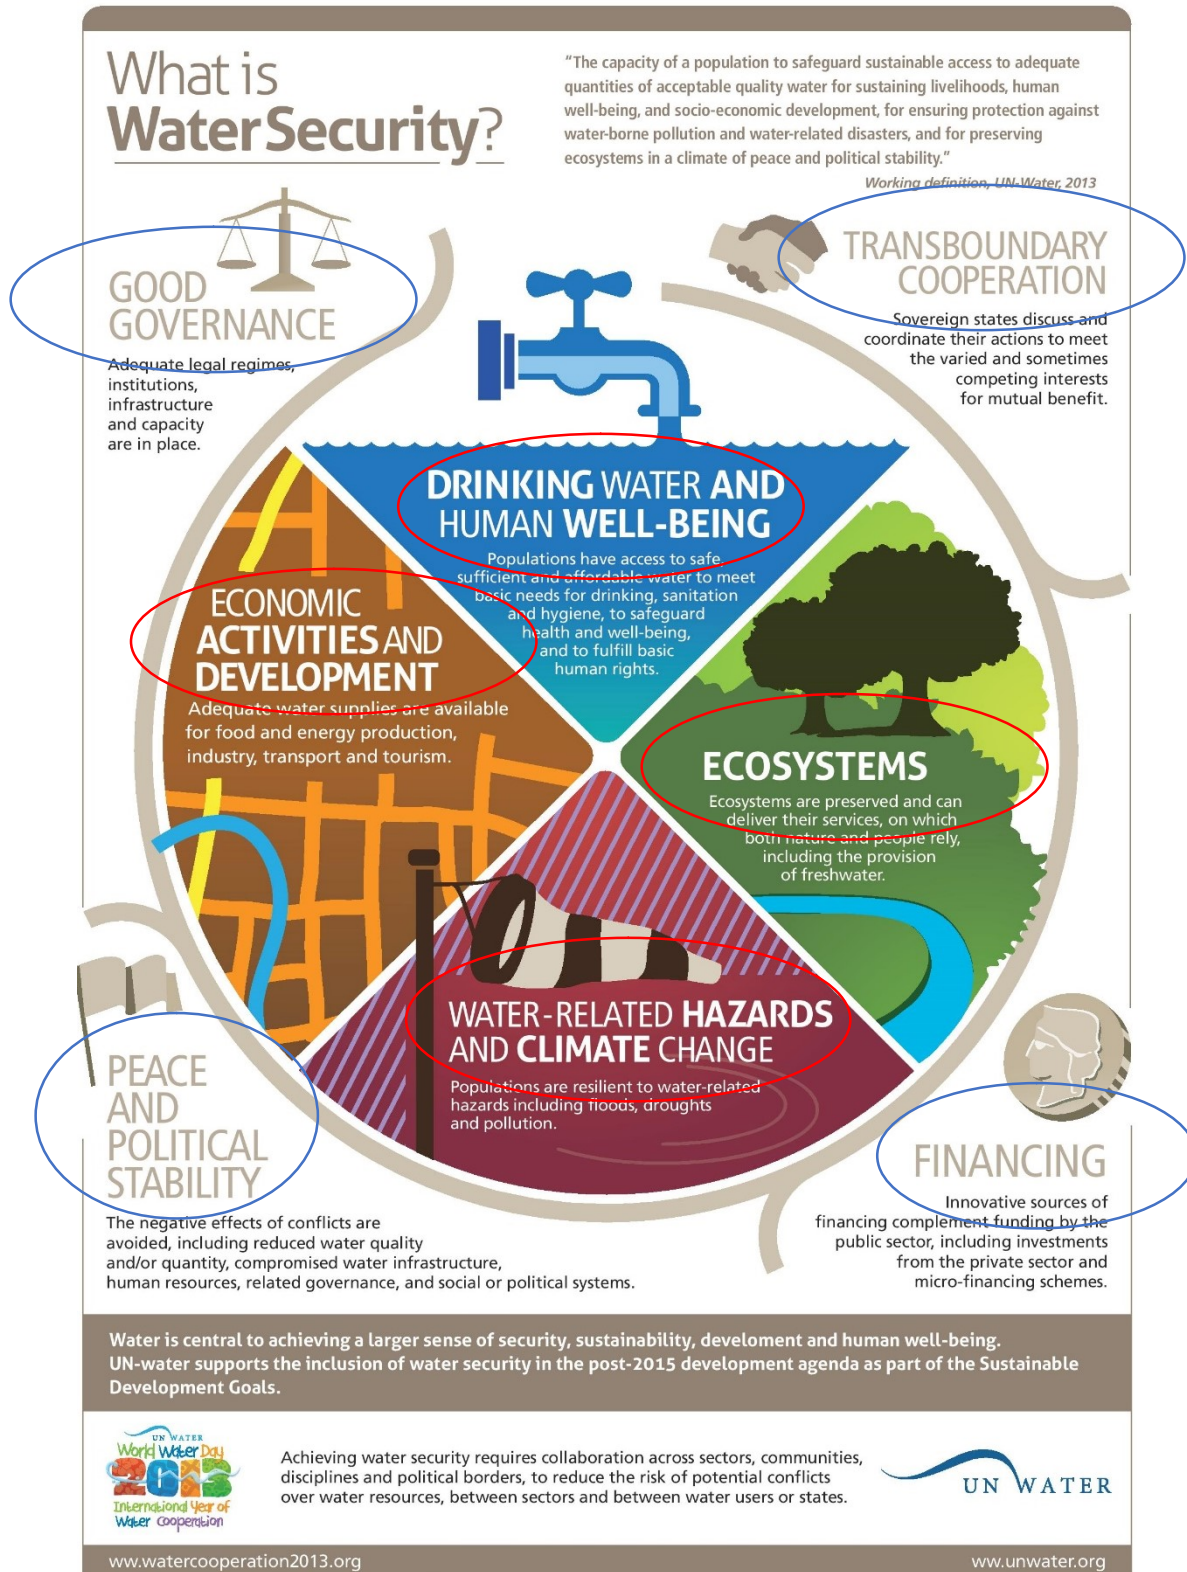 What is
Water Security?
"The capacity of a population to safeguard sustainable access to adequate
quantities of acceptable quality water for sustaining livelihoods, human
well-being, and socio-economic development, for ensuring protection against
water-borne pollution and water-related disasters, and for preserving
ecosystems in a climate of peace and political stability."
Working definition, UN-Water, 2013
GOOD
GOVERNANCE
Adequate legal regimes,
institutions,
infrastructure
and capacity
are in place.
TRANSBOUNDARY
COOPERATION
Sovereign states discuss and
coordinate their actions to meet
the varied and sometimes
competing interests
for mutual benefit.
DRINKING WATER AND
HUMAN WELL-BEING
Populations have access to safe,
sufficient and affordable water to meet
basic needs for drinking, sanitation
and hygiene, to safeguard
health and well-being,
and to fulfill basic
human rights.
ECONOMIC
ACTIVITIES AND
DEVELOPMENT
Adequate water supplies are available
for food and energy production,
industry, transport and tourism.
ECOSYSTEMS
Ecosystems are preserved and can
deliver their services, on which
both nature and people rely,
including the provision
of freshwater.
WATER-RELATED HAZARDS
AND CLIMATE CHANGE
Populations are resilient to water-related
hazards including floods, droughts
and pollution.
PEACE
AND
POLITICAL
STABILITY
The negative effects of conflicts are
avoided, including reduced water quality
and/or quantity, compromised water infrastructure,
human resources, related governance, and social or political systems.
FINANCING
Innovative sources of
financing complement funding by the
public sector, including investments
from the private sector and
micro-financing schemes.
Water is central to achieving a larger sense of security, sustainability, develoment and human well-being.
UN-water supports the inclusion of water security in the post-2015 development agenda as part of the Sustainable
Development Goals.
UN WATER
World Water Day
2013
International Year of
Water Cooperation
Achieving water security requires collaboration across sectors, communities,
disciplines and political borders, to reduce the risk of potential conflicts
over water resources, between sectors and between water users or states.
UN WATER
ww.watercooperation2013.org
ww.unwater.org